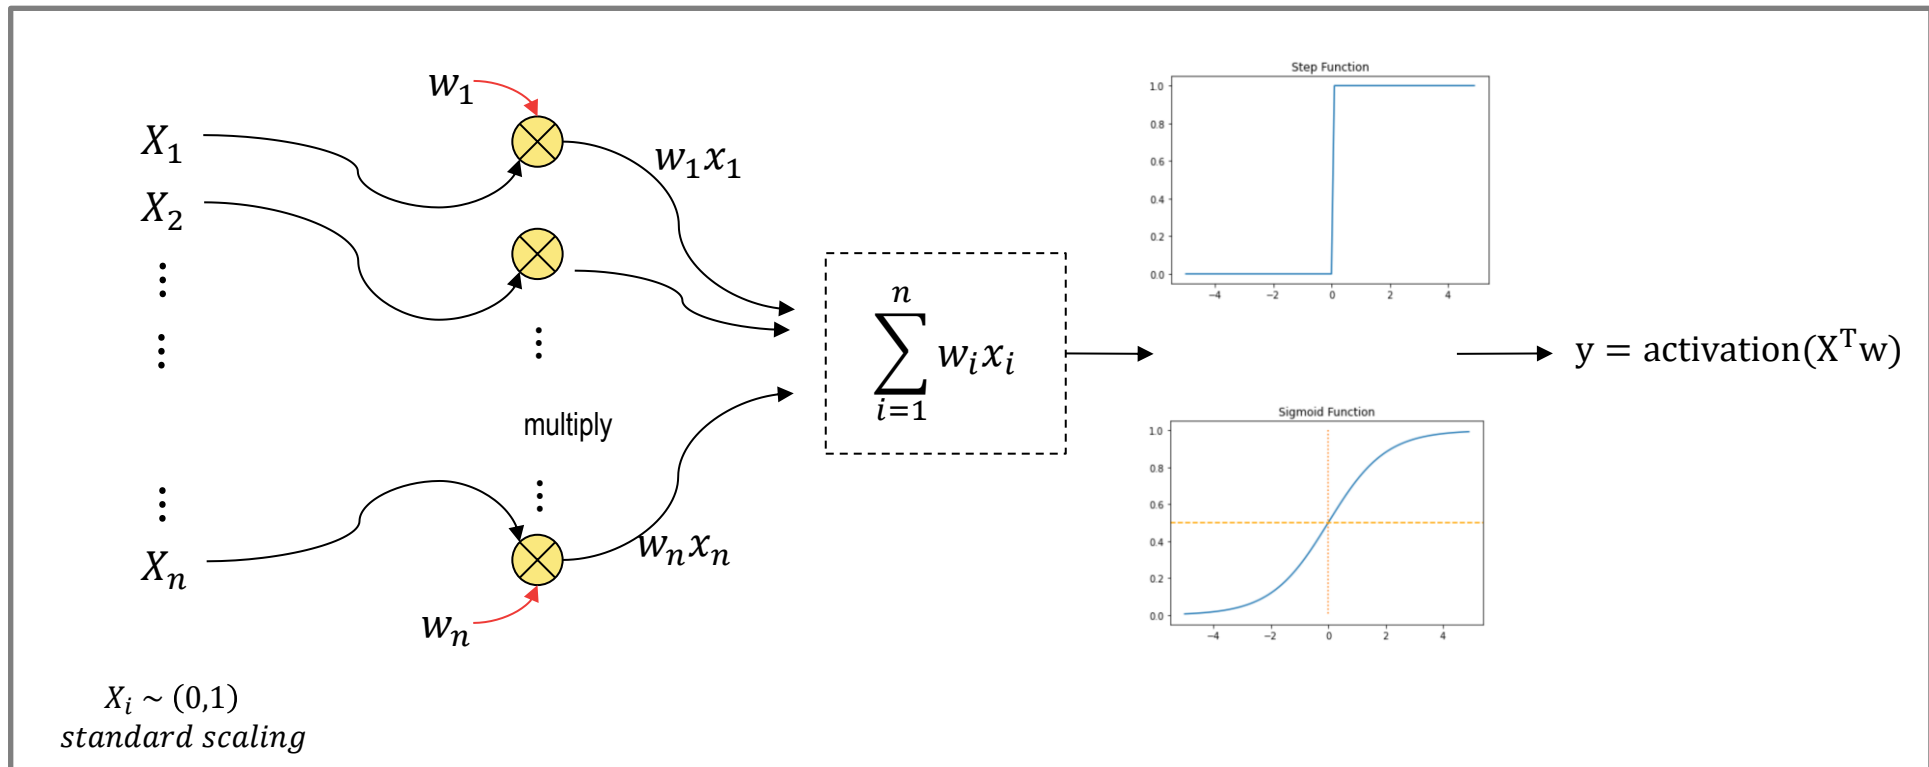 w₁
X₁
w₁x₁
X₂
⋮
⋮
⋮
multiply
⋮
⋮
Xₙ
wₙxₙ
wₙ
Xᵢ ~ (0,1)
standard scaling
n
∑ wᵢxᵢ
i=1
Step Function
1.0
0.8
0.6
0.4
0.2
0.0
−4 −2 0 2 4
Sigmoid Function
1.0
0.8
0.6
0.4
0.2
0.0
−4 −2 0 2 4
y = activation(Xᵀw)